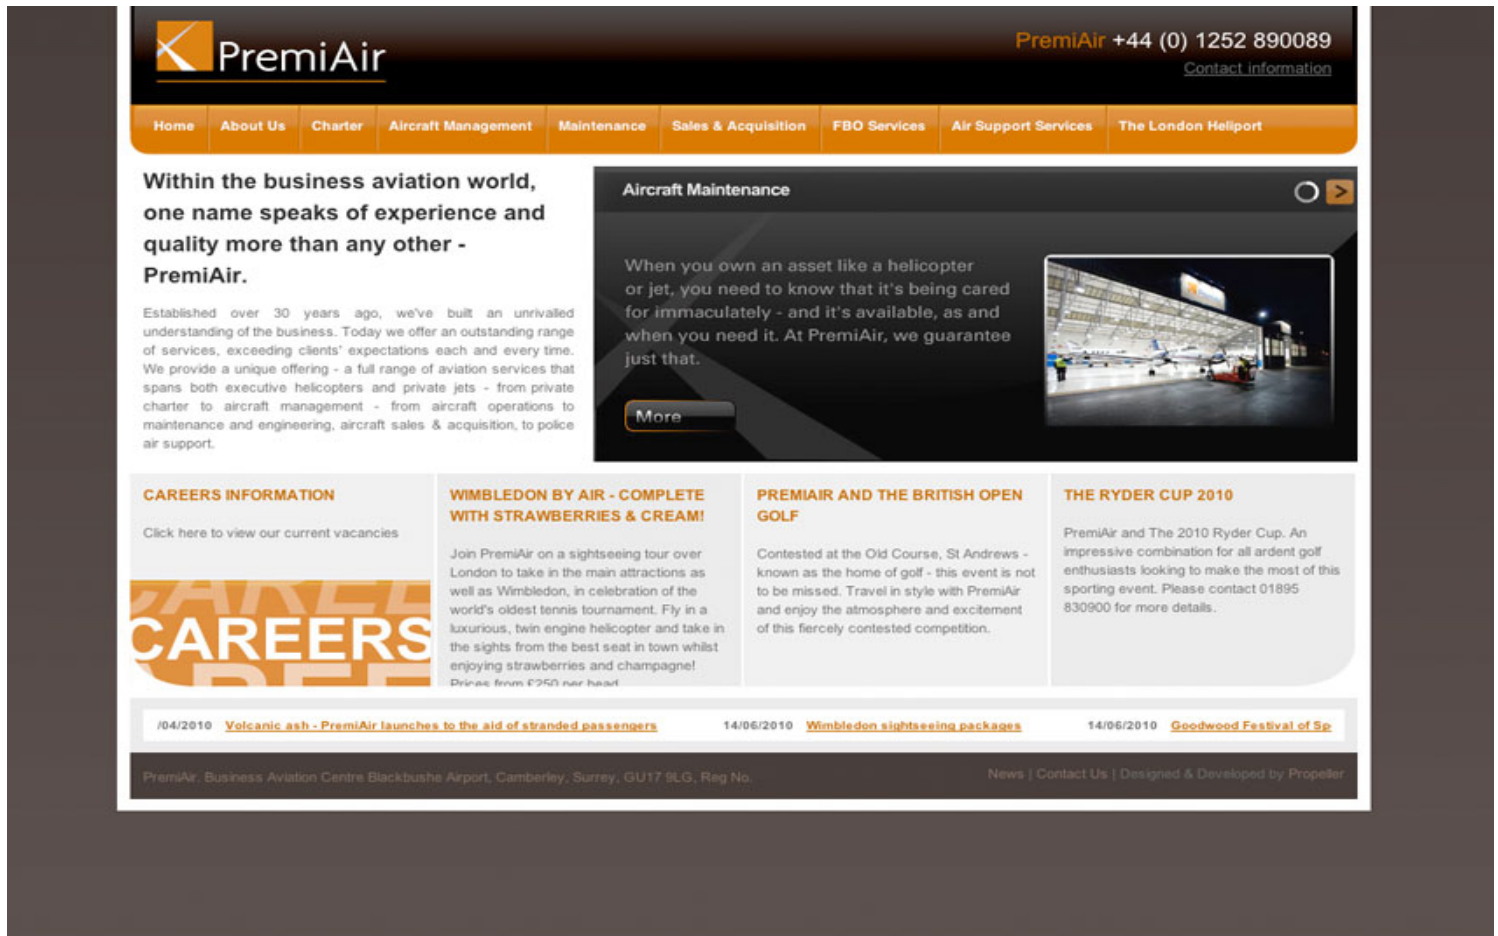 PremiAir
PremiAir +44 (0) 1252 890089
Contact information
Home About Us Charter Aircraft Management Maintenance Sales & Acquisition FBO Services Air Support Services The London Heliport
Within the business aviation world,
one name speaks of experience and
quality more than any other -
PremiAir.
Established over 30 years ago, we've built an unrivalled
understanding of the business. Today we offer an outstanding range
of services, exceeding clients' expectations each and every time.
We provide a unique offering - a full range of aviation services that
spans both executive helicopters and private jets - from private
charter to aircraft management - from aircraft operations to
maintenance and engineering, aircraft sales & acquisition, to police
air support.
Aircraft Maintenance
When you own an asset like a helicopter
or jet, you need to know that it's being cared
for immaculately - and it's available, as and
when you need it. At PremiAir, we guarantee
just that.
More
CAREERS INFORMATION
Click here to view our current vacancies
CAREERS
WIMBLEDON BY AIR - COMPLETE
WITH STRAWBERRIES & CREAM!
Join PremiAir on a sightseeing tour over
London to take in the main attractions as
well as Wimbledon, in celebration of the
world's oldest tennis tournament. Fly in a
luxurious, twin engine helicopter and take in
the sights from the best seat in town whilst
enjoying strawberries and champagne!
Prices from £250 per head
PREMIAIR AND THE BRITISH OPEN
GOLF
Contested at the Old Course, St Andrews -
known as the home of golf - this event is not
to be missed. Travel in style with PremiAir
and enjoy the atmosphere and excitement
of this fiercely contested competition.
THE RYDER CUP 2010
PremiAir and The 2010 Ryder Cup. An
impressive combination for all ardent golf
enthusiasts looking to make the most of this
sporting event. Please contact 01895
830900 for more details.
/04/2010 Volcanic ash - PremiAir launches to the aid of stranded passengers 14/06/2010 Wimbledon sightseeing packages 14/06/2010 Goodwood Festival of Sp
PremiAir. Business Aviation Centre Blackbushe Airport, Camberley, Surrey, GU17 9LG, Reg No.
News | Contact Us | Designed & Developed by Propeller